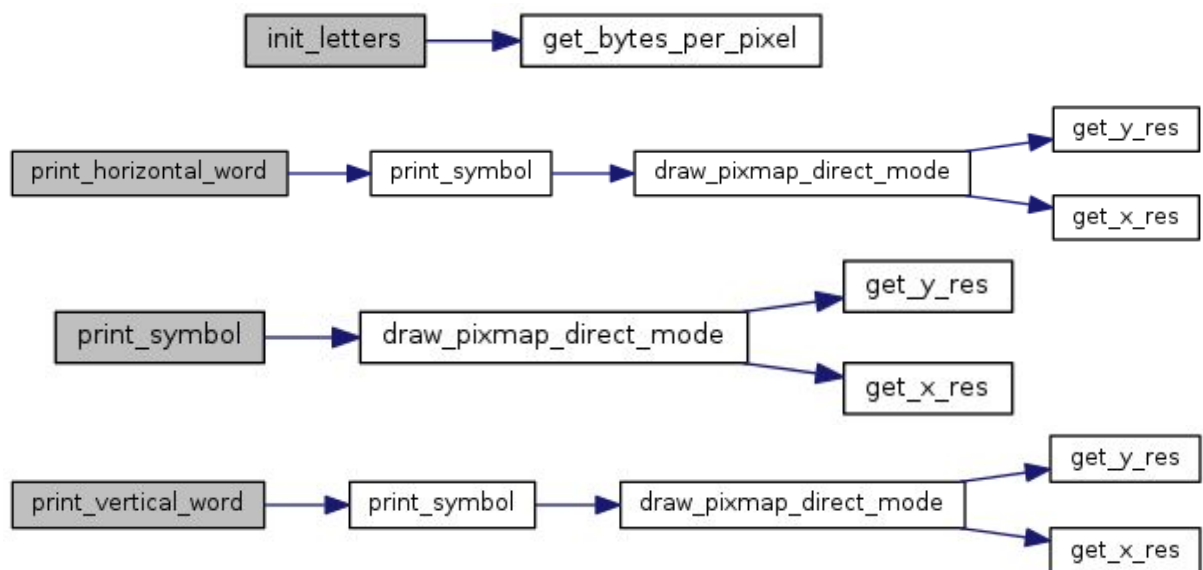 init_letters get_bytes_per_pixel
get_y_res
print_horizontal_word print_symbol draw_pixmap_direct_mode
get_x_res
get_y_res
print_symbol draw_pixmap_direct_mode
get_x_res
get_y_res
print_vertical_word print_symbol draw_pixmap_direct_mode
get_x_res